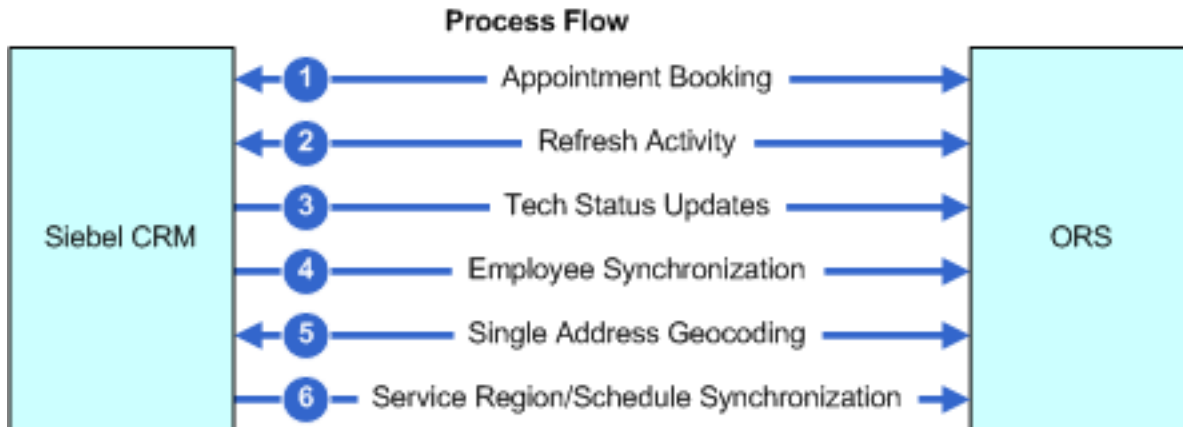 Process Flow
1 Appointment Booking
2 Refresh Activity
3 Tech Status Updates
Siebel CRM
ORS
4 Employee Synchronization
5 Single Address Geocoding
6 Service Region/Schedule Synchronization